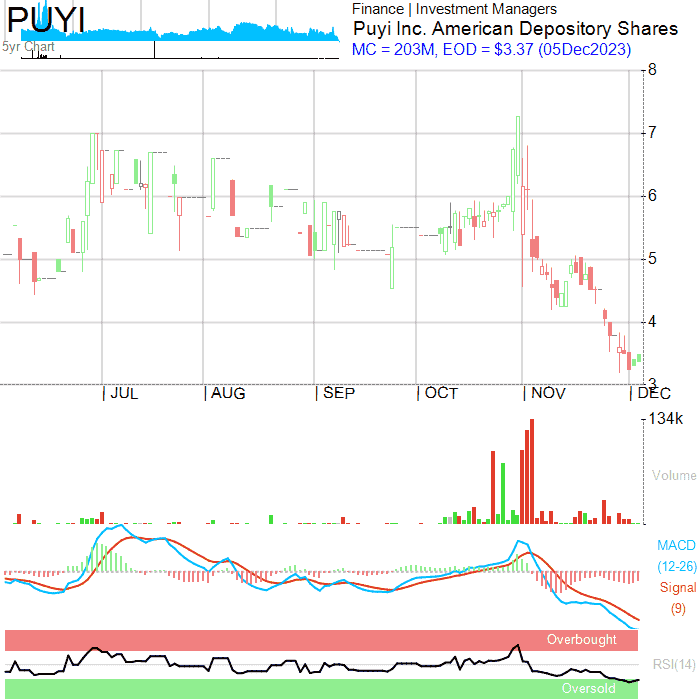 PUYI
5yr Chart
Finance | Investment Managers
Puyi Inc. American Depository Shares
MC = 203M, EOD = $3.37 (05Dec2023)
8
7
6
5
4
3
| JUL | AUG | SEP | OCT | NOV | DEC
134k
Volume
MACD
(12-26)
Signal
(9)
Overbought
RSI(14)
Oversold